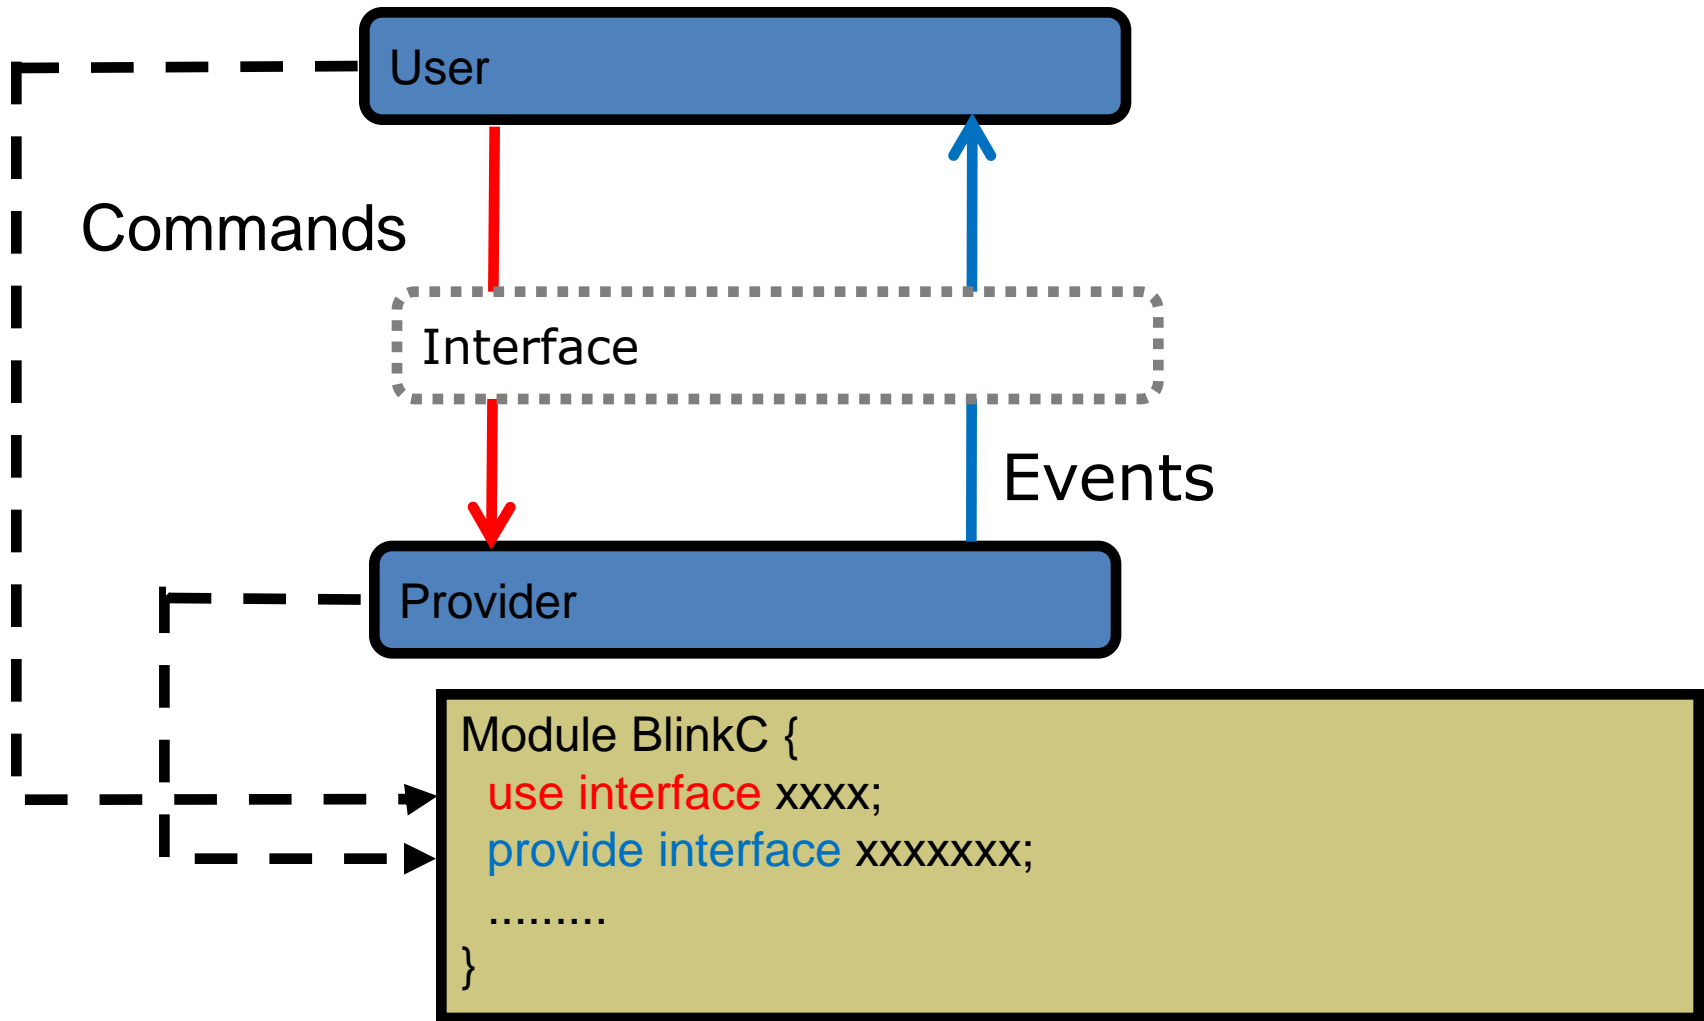 User
Commands
Interface
Events
Provider
Module BlinkC {
use interface xxxx;
provide interface xxxxxxx;
.........
}